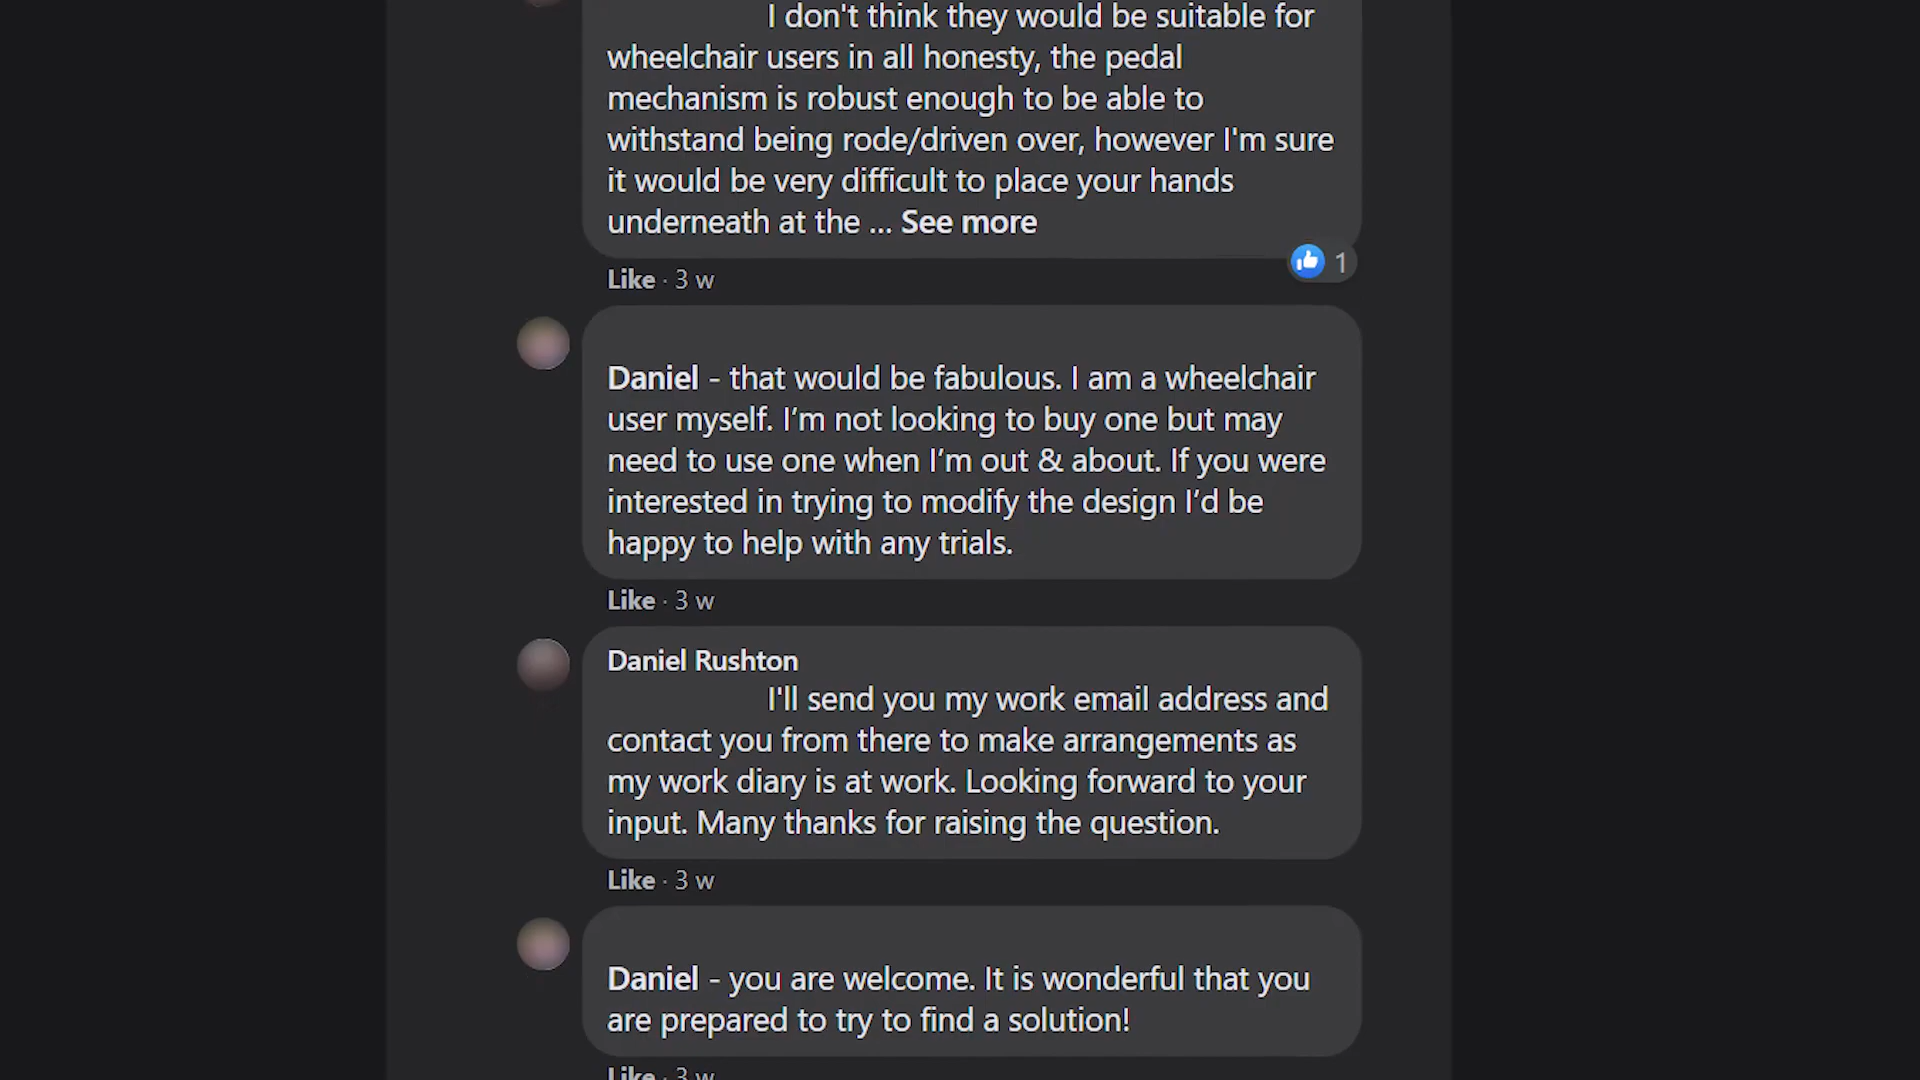 I don't think they would be suitable for
wheelchair users in all honesty, the pedal
mechanism is robust enough to be able to
withstand being rode/driven over, however I'm sure
it would be very difficult to place your hands
underneath at the ... See more
1
Like · 3 w
Daniel - that would be fabulous. I am a wheelchair
user myself. I’m not looking to buy one but may
need to use one when I’m out & about. If you were
interested in trying to modify the design I’d be
happy to help with any trials.
Like · 3 w
Daniel Rushton
I'll send you my work email address and
contact you from there to make arrangements as
my work diary is at work. Looking forward to your
input. Many thanks for raising the question.
Like · 3 w
Daniel - you are welcome. It is wonderful that you
are prepared to try to find a solution!
Like · 3 w